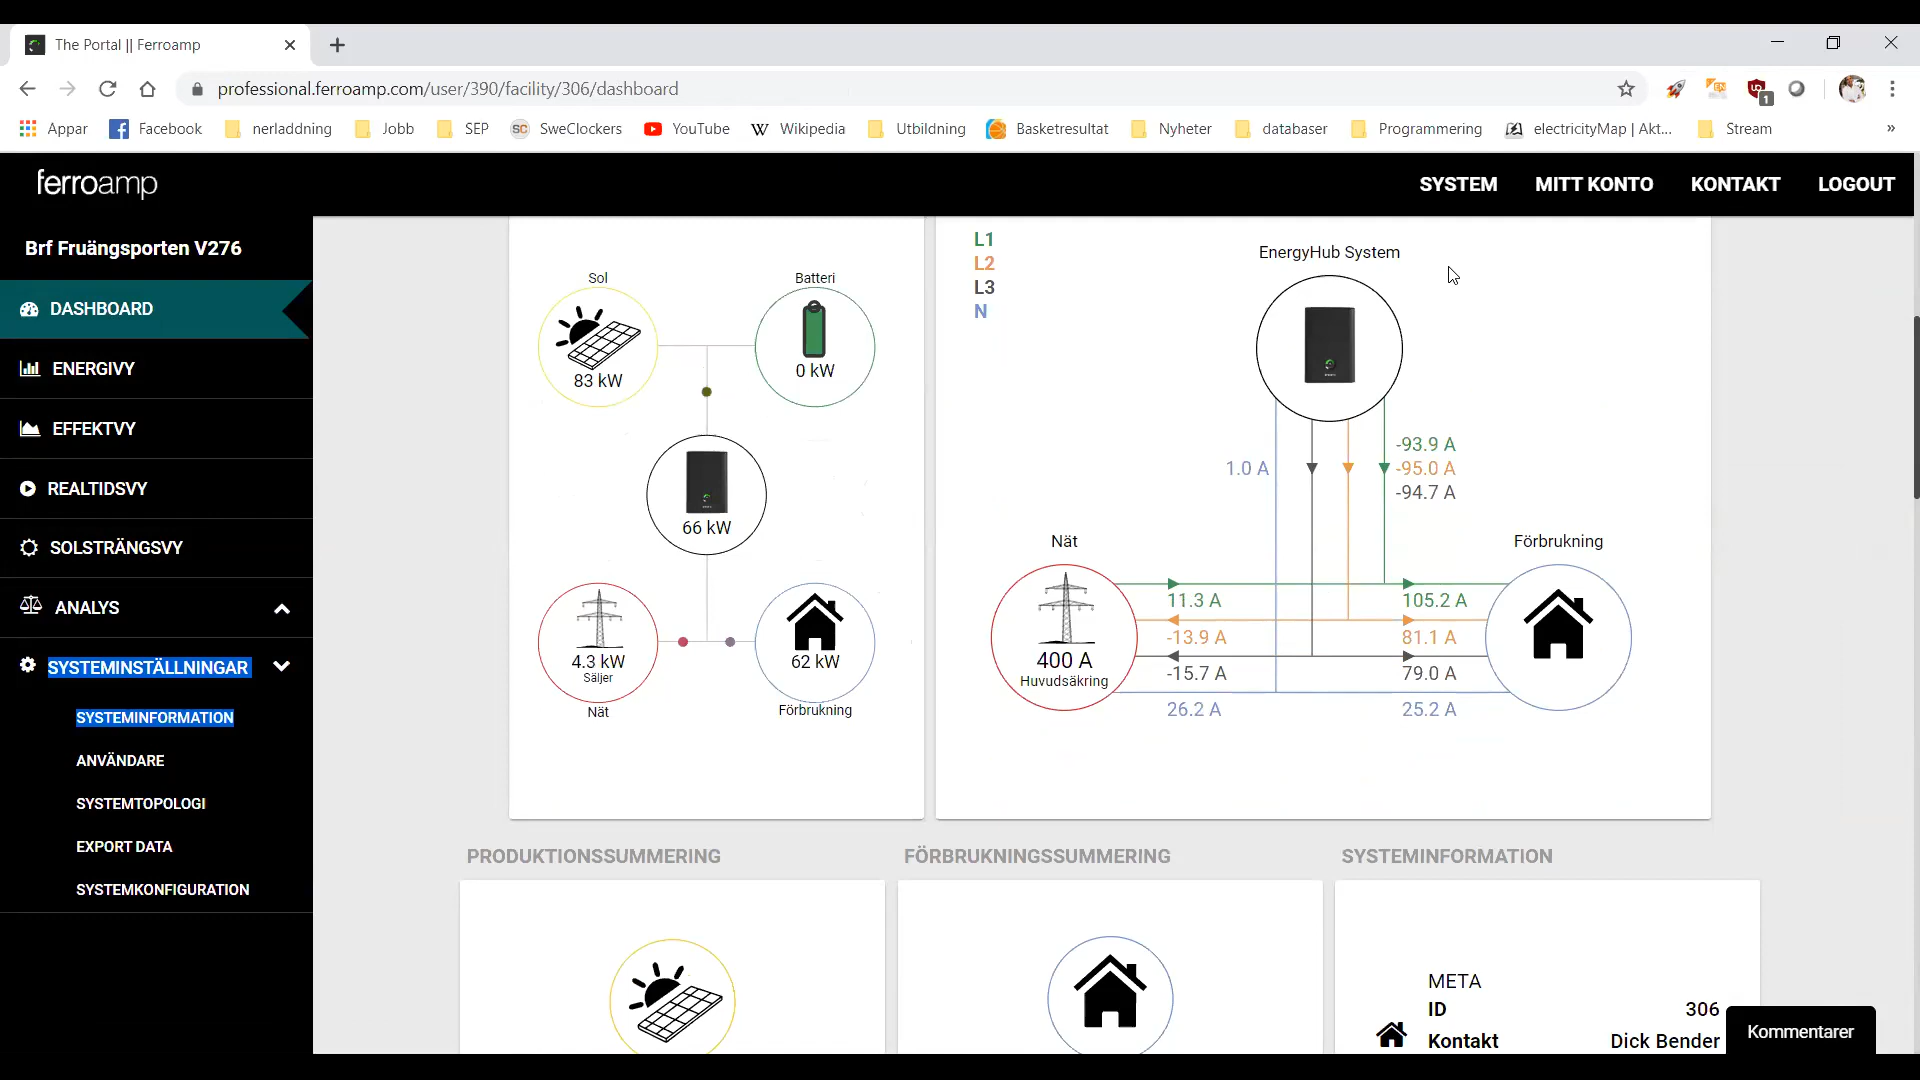 The Portal || Ferroamp
professional.ferroamp.com/user/390/facility/306/dashboard
1
Appar Facebook nerladdning Jobb SEP SweClockers YouTube Wikipedia Utbildning Basketresultat Nyheter databaser Programmering electricityMap | Akt... Stream »
ferroamp
SYSTEM MITT KONTO KONTAKT LOGOUT
Brf Fruängsporten V276
DASHBOARD
ENERGIVY
EFFEKTVY
REALTIDSVY
SOLSTRÄNGSVY
ANALYS
SYSTEMINSTÄLLNINGAR
SYSTEMINFORMATION
ANVÄNDARE
SYSTEMTOPOLOGI
EXPORT DATA
SYSTEMKONFIGURATION
Sol
83 kW
Batteri
0 kW
66 kW
4.3 kW
Säljer
Nät
62 kW
Förbrukning
L1
L2
L3
N
EnergyHub System
-93.9 A
1.0 A
-95.0 A
-94.7 A
Nät
400 A
Huvudsäkring
Förbrukning
11.3 A
105.2 A
-13.9 A
81.1 A
-15.7 A
79.0 A
26.2 A
25.2 A
PRODUKTIONSSUMMERING
FÖRBRUKNINGSSUMMERING
SYSTEMINFORMATION
META
ID 306
Kontakt Dick Bender
Kommentarer